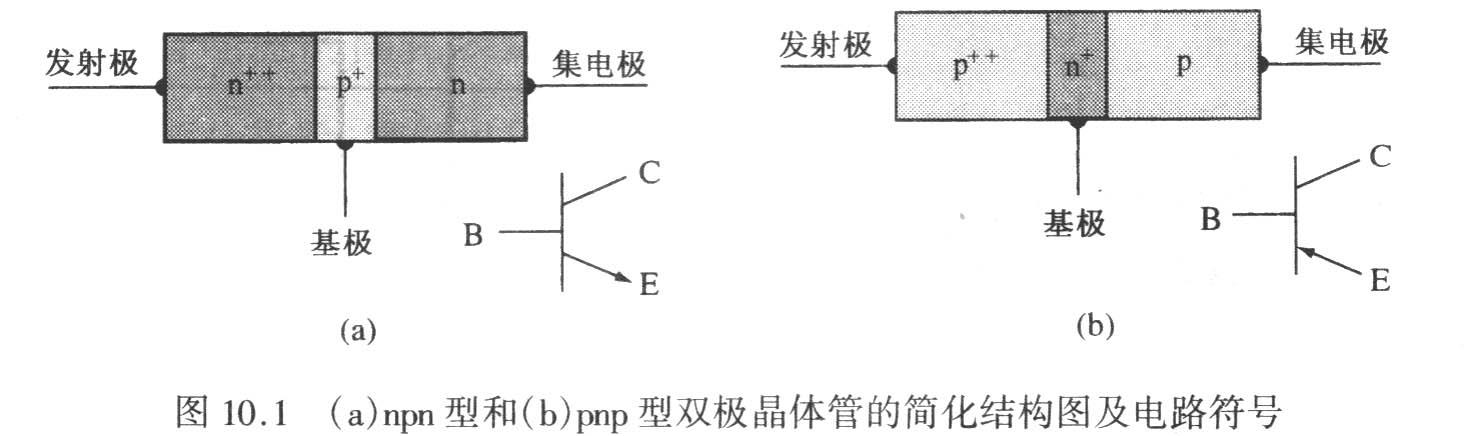 发射极 n++ p+ n 集电极
基极
B C E
(a)
发射极 p++ n+ p 集电极
基极
B C E
(b)
图 10.1 (a)npn 型和(b)pnp 型双极晶体管的简化结构图及电路符号